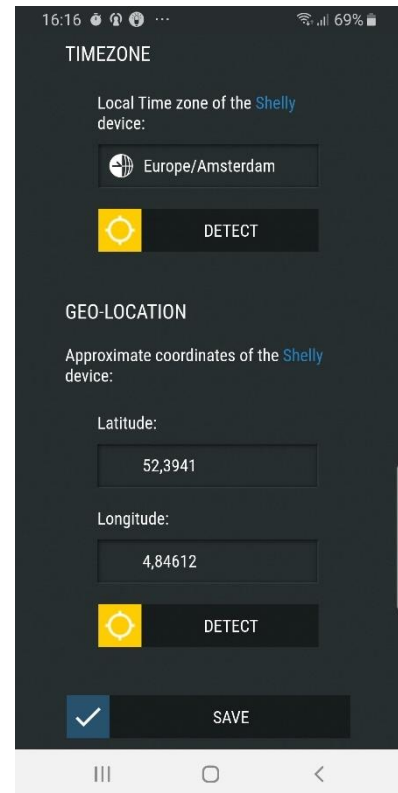 16:16 ··· 69%
TIMEZONE
Local Time zone of the Shelly
device:
Europe/Amsterdam
DETECT
GEO-LOCATION
Approximate coordinates of the Shelly
device:
Latitude:
52,3941
Longitude:
4,84612
DETECT
SAVE